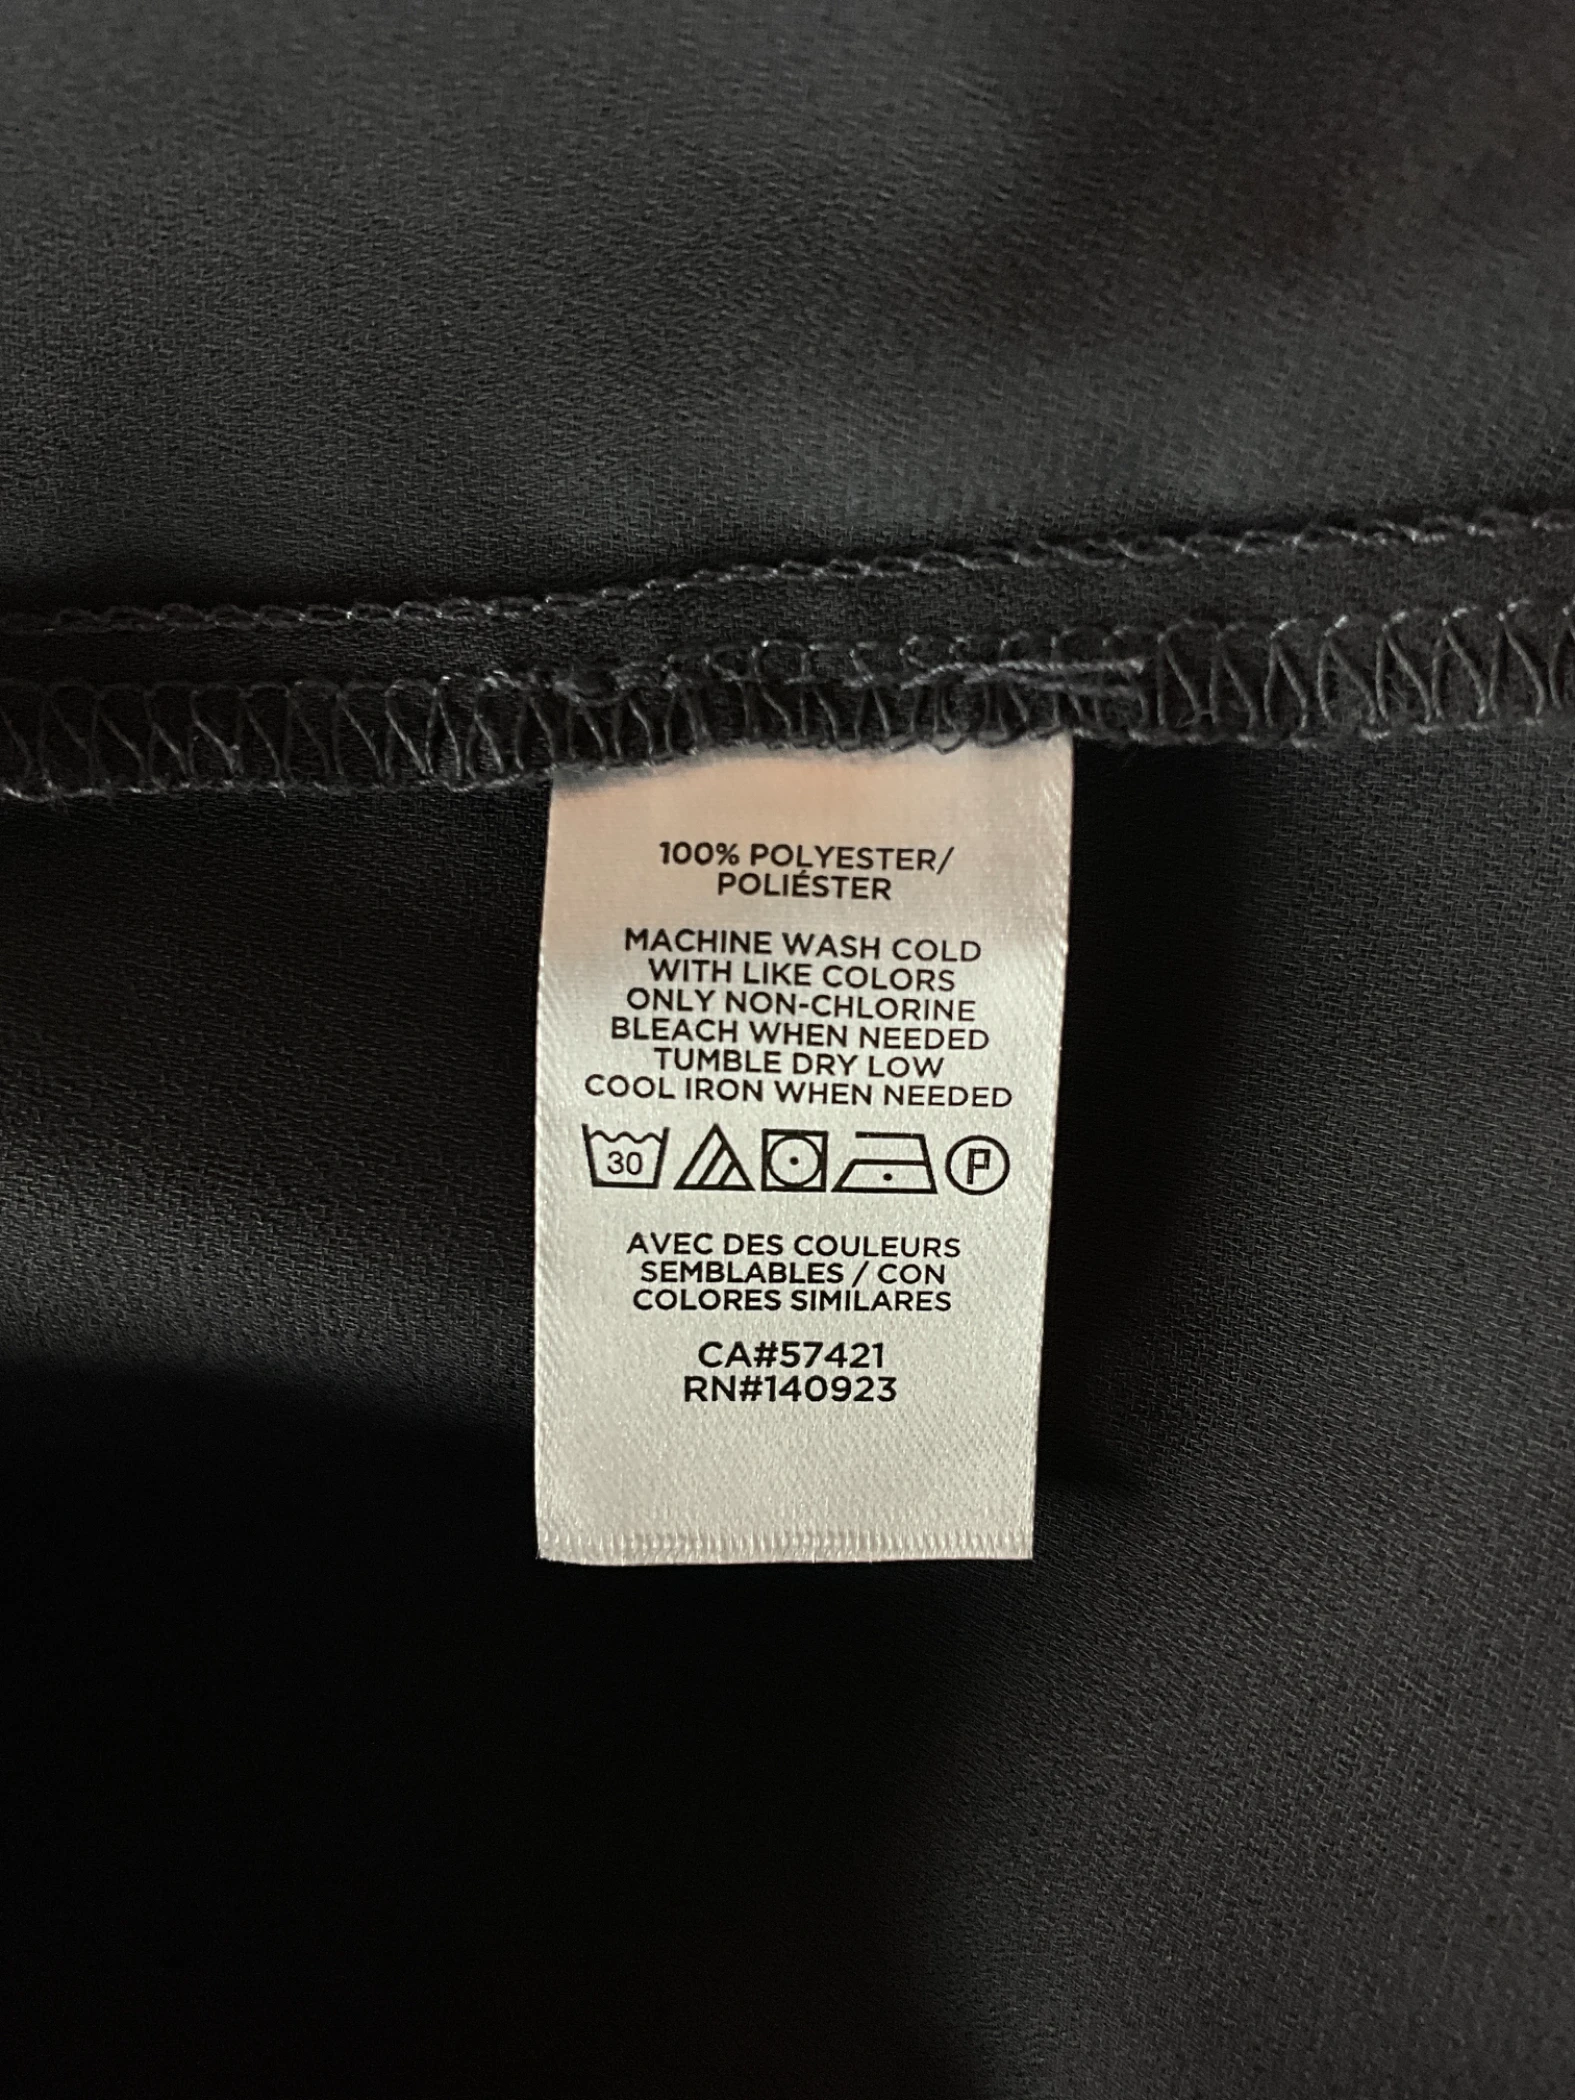 100% POLYESTER/
POLIÉSTER
MACHINE WASH COLD
WITH LIKE COLORS
ONLY NON-CHLORINE
BLEACH WHEN NEEDED
TUMBLE DRY LOW
COOL IRON WHEN NEEDED
30 P
AVEC DES COULEURS
SEMBLABLES / CON
COLORES SIMILARES
CA#57421
RN#140923